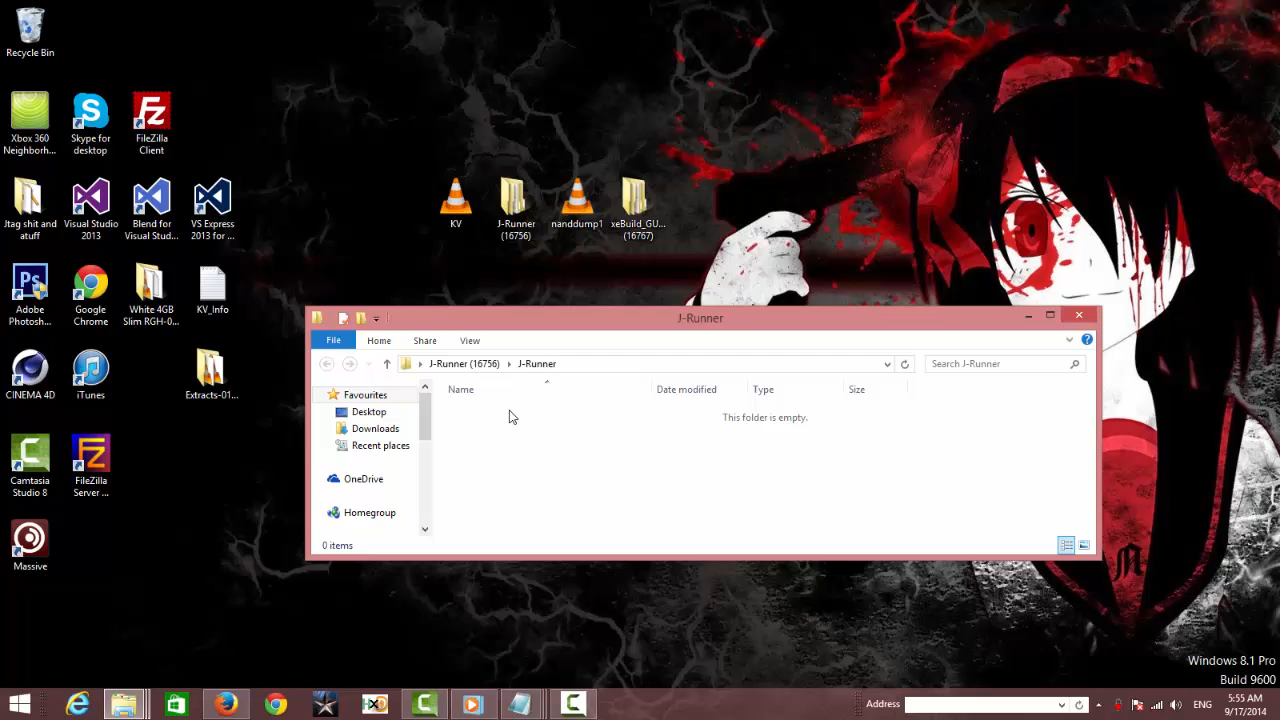 Recycle Bin
Xbox 360
Neighborh...
Skype for
desktop
FileZilla
Client
Jtag shit and
atuff
Visual Studio
2013
Blend for
Visual Stud...
VS Express
2013 for ...
KV
J-Runner
(16756)
nanddump1
xeBuild_GU...
(16767)
Adobe
Photosh...
Google
Chrome
White 4GB
Slim RGH-0...
KV_Info
CINEMA 4D
iTunes
Extracts-01...
Camtasia
Studio 8
FileZilla
Server ...
Massive
J-Runner
File
Home
Share
View
J-Runner (16756)
J-Runner
Search J-Runner
Name
Date modified
Type
Size
This folder is empty.
Favourites
Desktop
Downloads
Recent places
OneDrive
Homegroup
0 items
Windows 8.1 Pro
Build 9600
Address
ENG
5:55 AM
9/17/2014